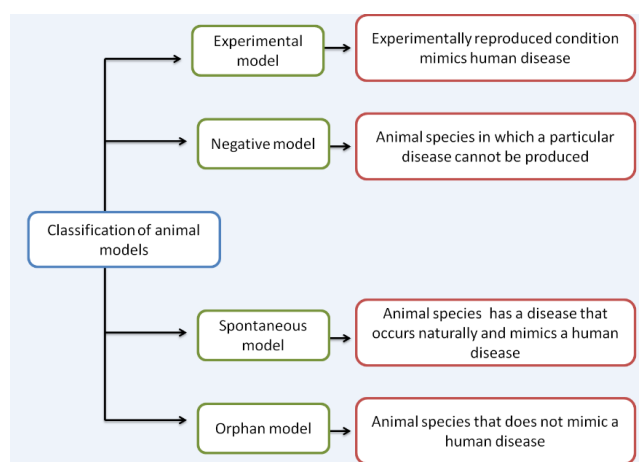 Experimental
model
Experimentally reproduced condition
mimics human disease
Negative model
Animal species in which a particular
disease cannot be produced
Classification of animal
models
Spontaneous
model
Animal species has a disease that
occurs naturally and mimics a human
disease
Orphan model
Animal species that does not mimic a
human disease